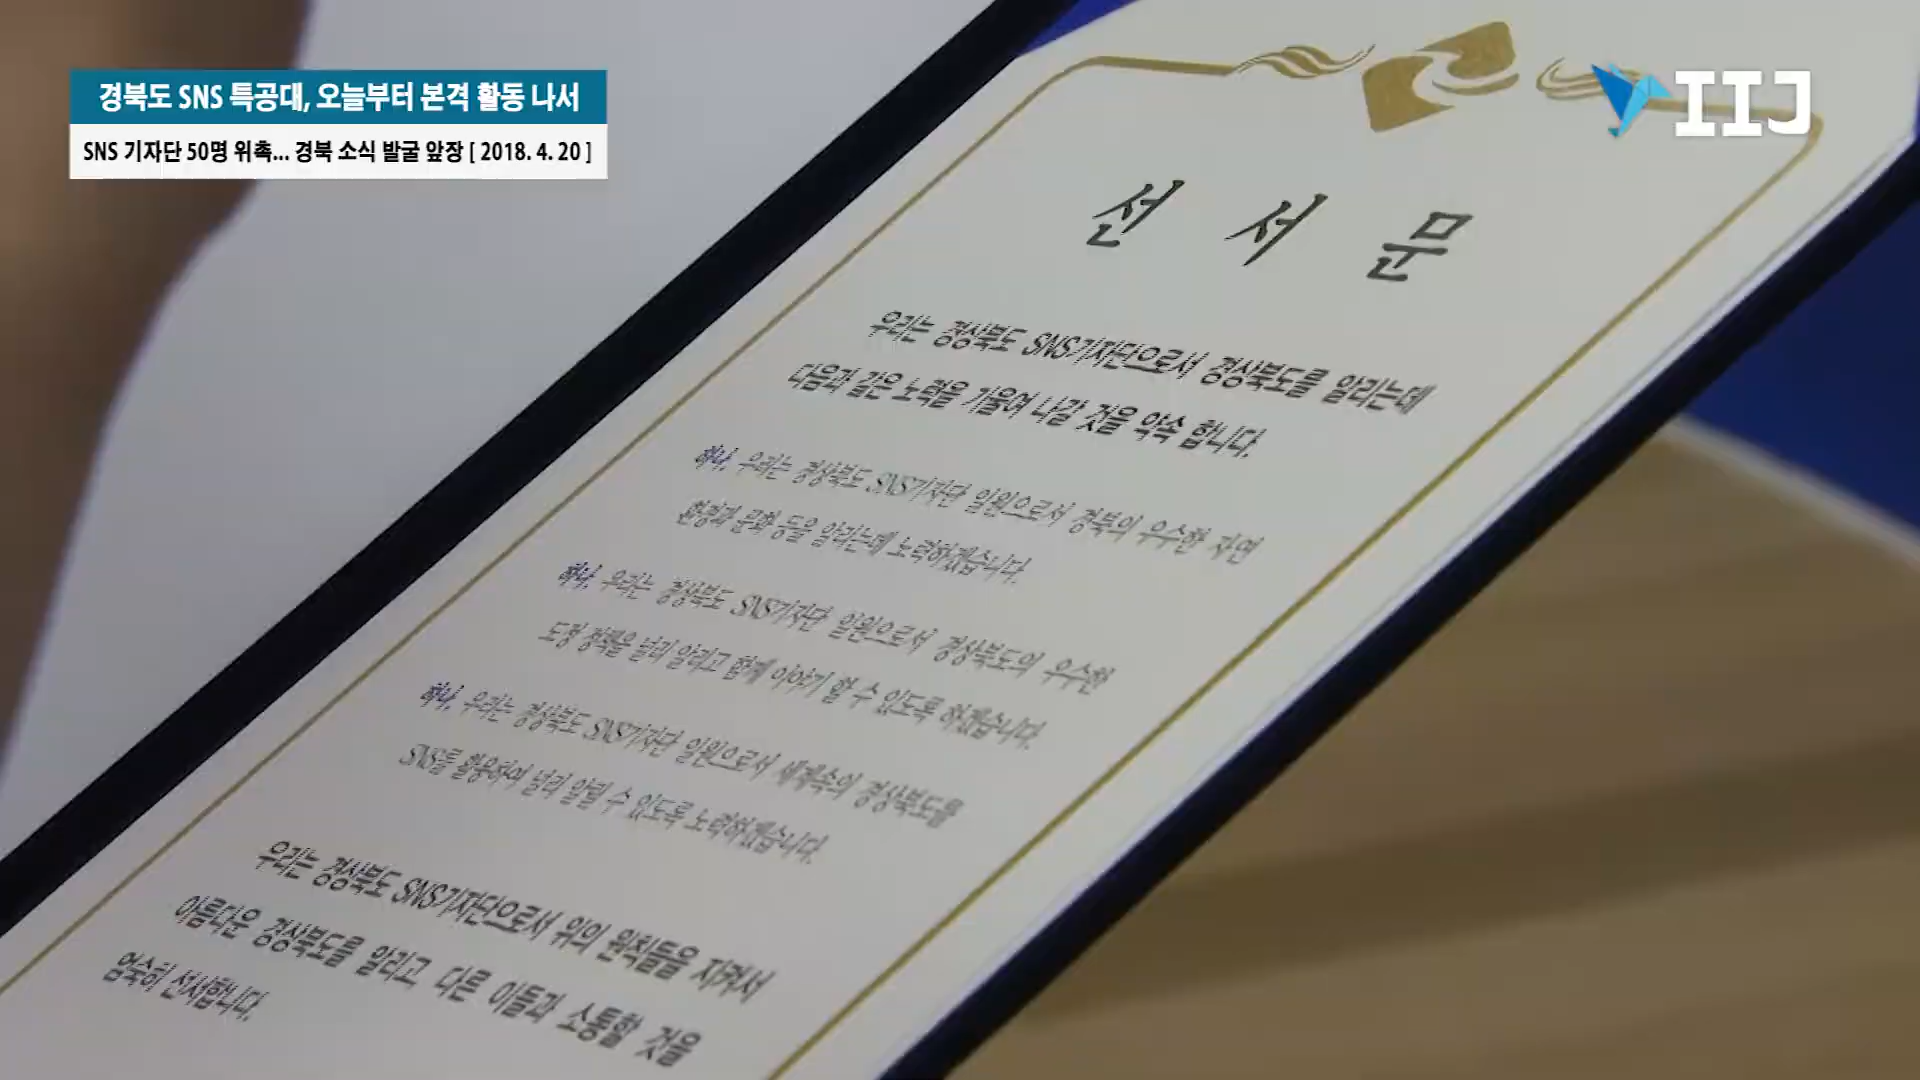 경북도 SNS 특공대, 오늘부터 본격 활동 나서
SNS 기자단 50명 위촉... 경북 소식 발굴 앞장 [ 2018. 4. 20 ]
IIJ
선 서 문
우리는 경상북도 SNS기자단으로서 경상북도를 알리는데
다음과 같은 노력을 기울여 나갈 것을 약속 합니다.
하나, 우리는 경상북도 SNS기자단 일원으로서 경북의 우수한 자연
환경과 문화 등을 알리는데 노력하겠습니다.
하나, 우리는 경상북도 SNS기자단 일원으로서 경상북도의 우수한
도정 정책을 널리 알리고 함께 이야기 할 수 있도록 하겠습니다.
하나, 우리는 경상북도 SNS기자단 일원으로서 세계속의 경상북도를
SNS를 활용하여 널리 알릴 수 있도록 노력하겠습니다.
우리는 경상북도 SNS기자단으로서 위의 원칙들을 지켜서
아름다운 경상북도를 알리고 다른 이들과 소통할 것을
엄숙히 선서합니다.